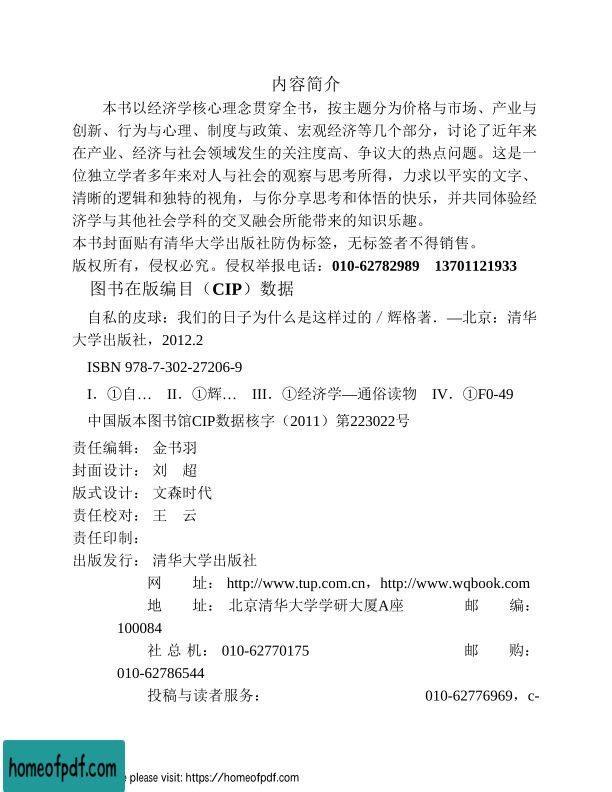 内容简介
本书以经济学核心理念贯穿全书，按主题分为价格与市场、产业与
创新、行为与心理、制度与政策、宏观经济等几个部分，讨论了近年来
在产业、经济与社会领域发生的关注度高、争议大的热点问题。这是一
位独立学者多年来对人与社会的观察与思考所得，力求以平实的文字、
清晰的逻辑和独特的视角，与你分享思考和体悟的快乐，并共同体验经
济学与其他社会学科的交叉融会所能带来的知识乐趣。
本书封面贴有清华大学出版社防伪标签，无标签者不得销售。
版权所有，侵权必究。侵权举报电话：010-62782989　13701121933
图书在版编目（CIP）数据
自私的皮球：我们的日子为什么是这样过的／辉格著．—北京：清华
大学出版社，2012.2
ISBN 978-7-302-27206-9
I．①自…　II．①辉…　III．①经济学—通俗读物　IV．①F0-49
中国版本图书馆CIP数据核字（2011）第223022号
责任编辑： 金书羽
封面设计： 刘　超
版式设计： 文森时代
责任校对： 王　云
责任印制：
出版发行： 清华大学出版社
网　　址： http://www.tup.com.cn，http://www.wqbook.com
地　　址： 北京清华大学学研大厦A座　　　　邮　　编：
100084
社 总 机： 010-62770175　　　　邮　　购：
010-62786544
投稿与读者服务：　　　　010-62776969，c-
homeofpdf.com
please visit: https://homeofpdf.com